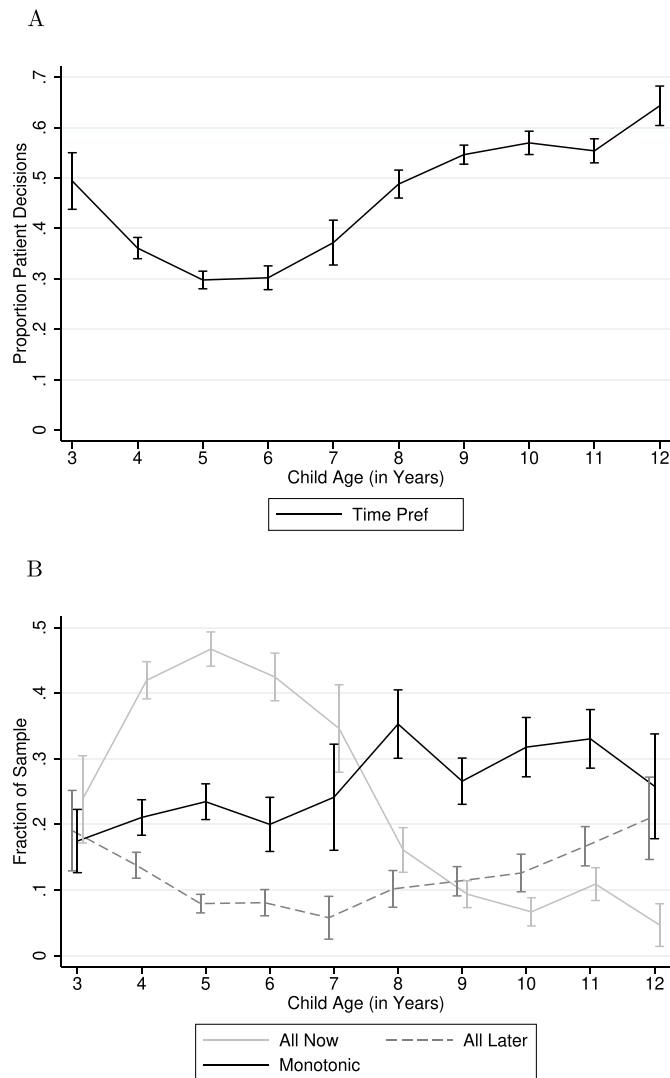 A
Proportion Patient Decisions
.7
.6
.5
.4
.3
.2
.1
0
3 4 5 6 7 8 9 10 11 12
Child Age (in Years)
Time Pref
B
Fraction of Sample
.5
.4
.3
.2
.1
0
3 4 5 6 7 8 9 10 11 12
Child Age (in Years)
All Now All Later
Monotonic